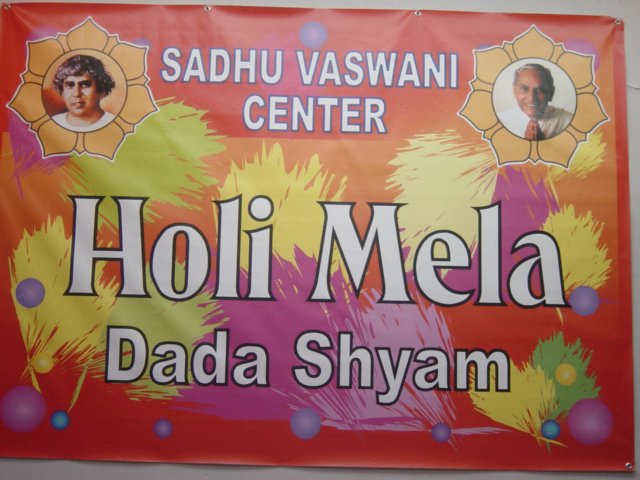 SADHU VASWANI
CENTER
Holi Mela
Dada Shyam